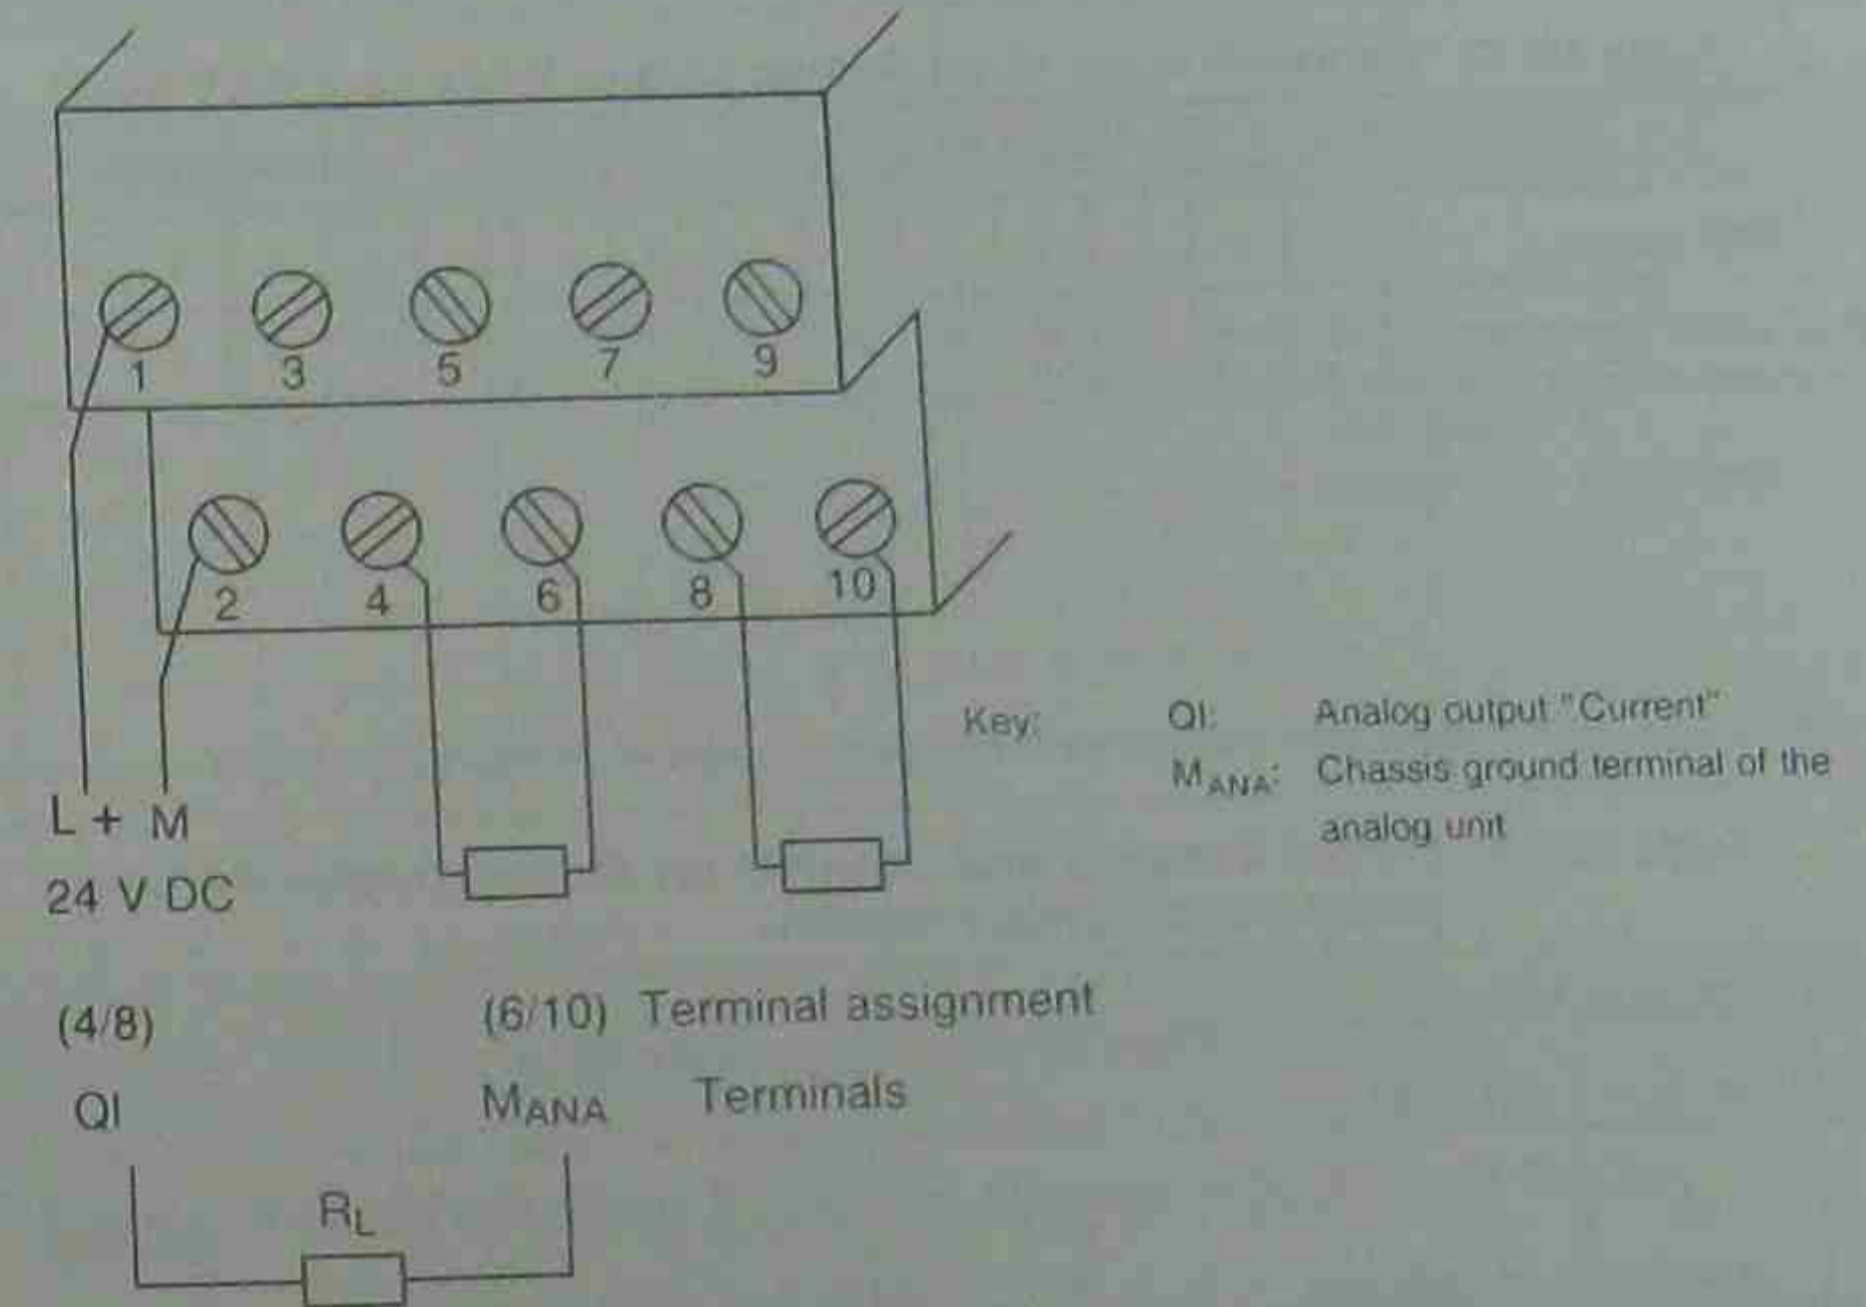 1 3 5 7 9
2 4 6 8 10
L + M
24 V DC
Key: QI: Analog output "Current"
MANA: Chassis ground terminal of the
analog unit
(4/8) (6/10) Terminal assignment
QI MANA Terminals
RL